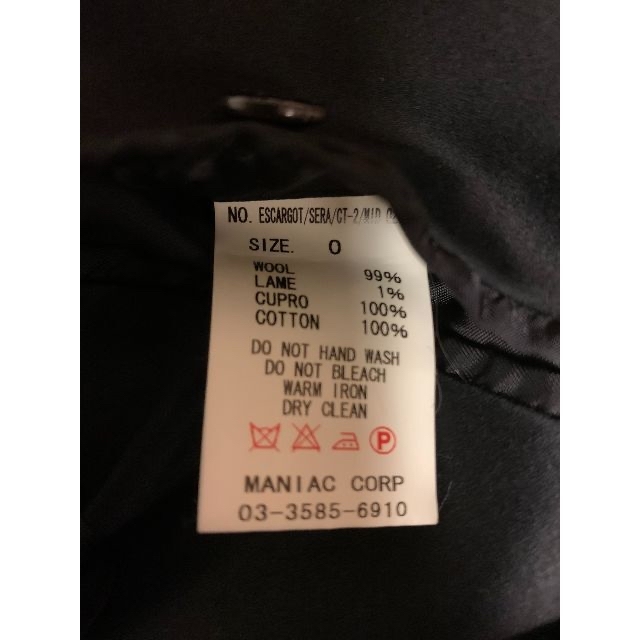 NO. ESCARGOT/SERA/CT-2/MID
SIZE. 0
WOOL 99%
LAME 1%
CUPRO 100%
COTTON 100%
DO NOT HAND WASH
DO NOT BLEACH
WARM IRON
DRY CLEAN
P
MANIAC CORP
03-3585-6910